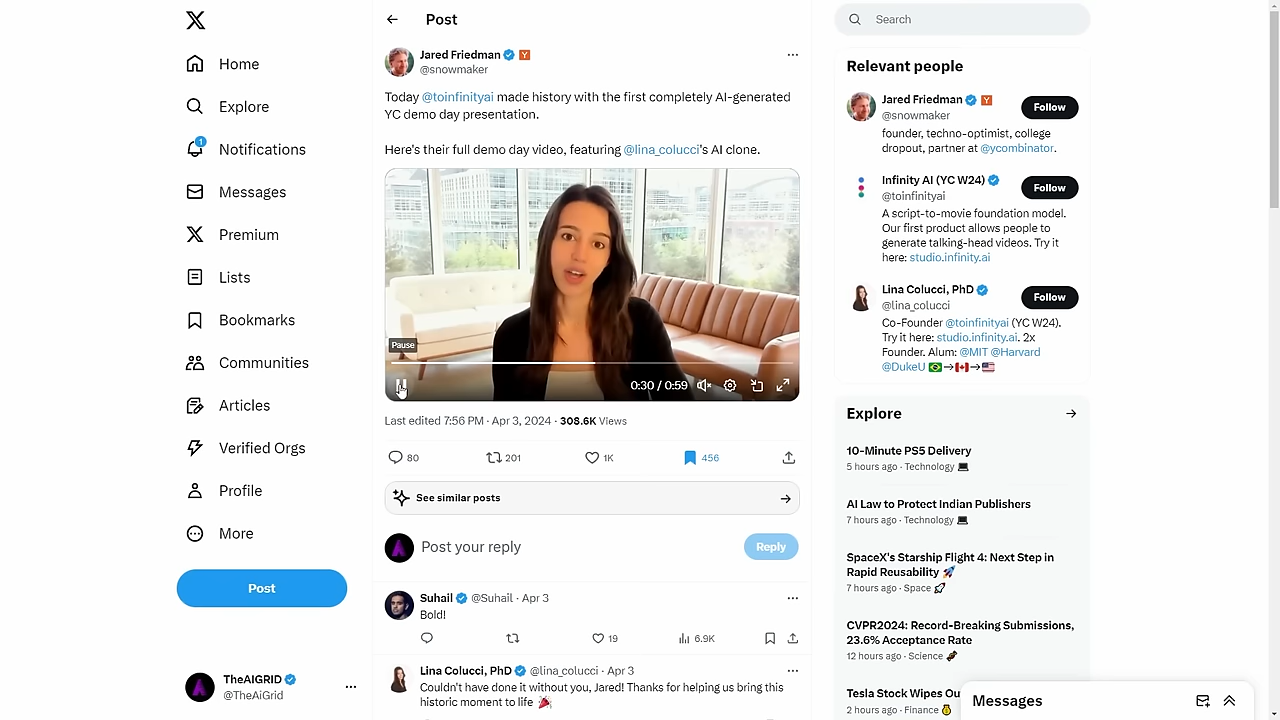 Home
Explore
1
Notifications
Messages
Premium
Lists
Bookmarks
Communities
Articles
Verified Orgs
Profile
More
Post
TheAIGRID
@TheAiGrid
Post
Jared Friedman
@snowmaker
Today @toinfinityai made history with the first completely AI-generated
YC demo day presentation.
Here's their full demo day video, featuring @lina_colucci's AI clone.
Pause
0:30 / 0:59
Last edited 7:56 PM · Apr 3, 2024 · 308.6K Views
80 201 1K 456
See similar posts
Post your reply
Reply
Suhail @Suhail · Apr 3
Bold!
19 6.9K
Lina Colucci, PhD @lina_colucci · Apr 3
Couldn't have done it without you, Jared! Thanks for helping us bring this
historic moment to life
Search
Relevant people
Jared Friedman
@snowmaker
Follow
founder, techno-optimist, college
dropout, partner at @ycombinator.
Infinity AI (YC W24)
@toinfinityai
Follow
A script-to-movie foundation model.
Our first product allows people to
generate talking-head videos. Try it
here: studio.infinity.ai
Lina Colucci, PhD
@lina_colucci
Follow
Co-Founder @toinfinityai (YC W24).
Try it here: studio.infinity.ai. 2x
Founder. Alum: @MIT @Harvard
@DukeU
Explore
10-Minute PS5 Delivery
5 hours ago · Technology
AI Law to Protect Indian Publishers
7 hours ago · Technology
SpaceX's Starship Flight 4: Next Step in
Rapid Reusability
7 hours ago · Space
CVPR2024: Record-Breaking Submissions,
23.6% Acceptance Rate
12 hours ago · Science
Tesla Stock Wipes Ou
2 hours ago · Finance
Messages